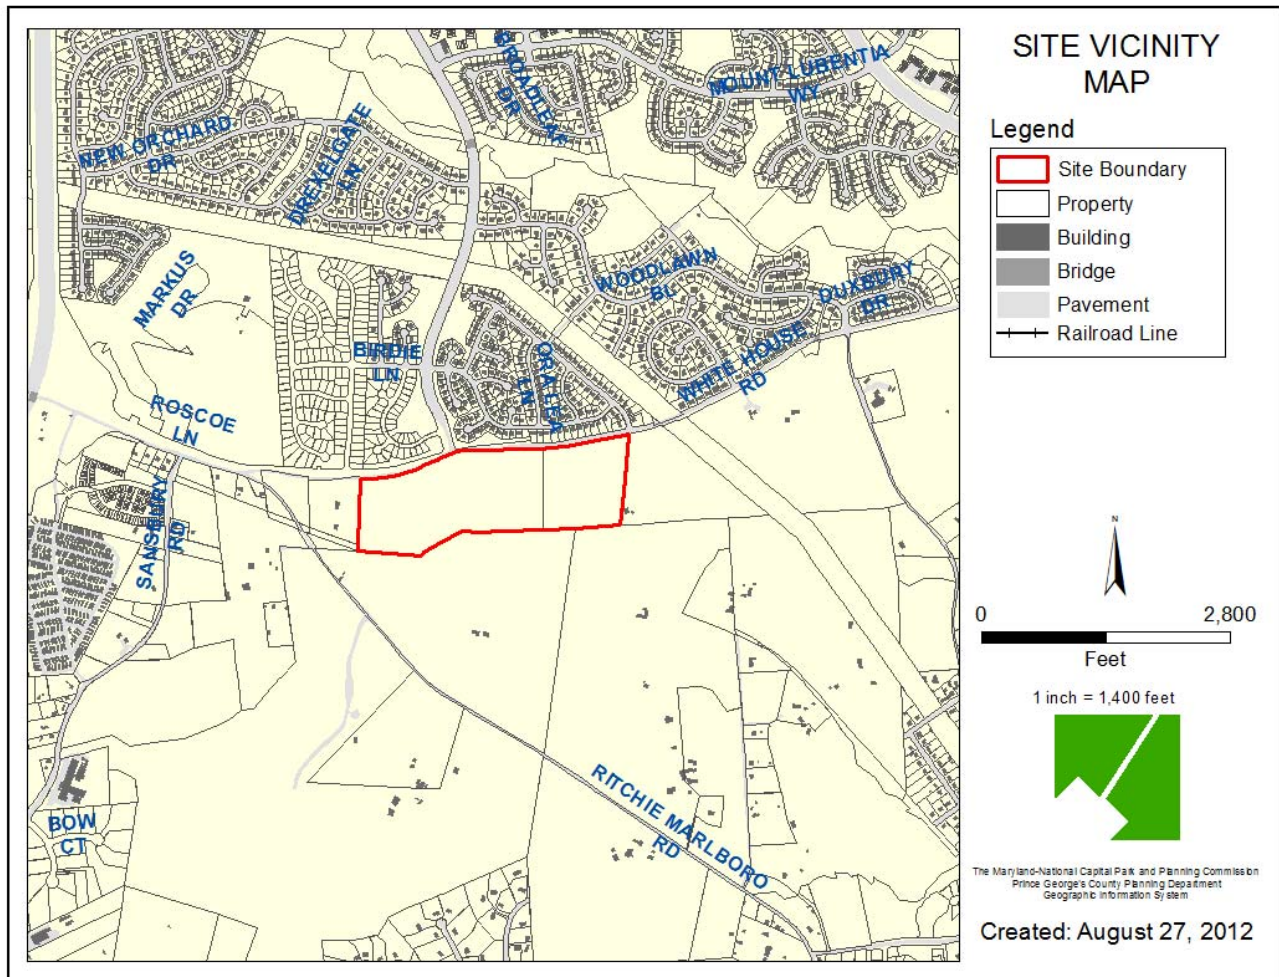 SITE VICINITY
MAP
Legend
Site Boundary
Property
Building
Bridge
Pavement
Railroad Line
N
0 2,800
Feet
1 inch = 1,400 feet
The Maryland-National Capital Park and Planning Commission
Prince George's County Planning Department
Geographic Information System
Created: August 27, 2012
BROADLEAF
DR
MOUNT LUBENTIA
WY
NEW ORCHARD
DR
DREXELGATE
LN
MARKUS
DR
WOODLAWN
BL
DUXBURY
DR
BIRDIE
LN
ORALEA
LN
WHITE HOUSE
RD
ROSCOE
LN
SANSBURY
RD
RITCHIE MARLBORO
RD
BOW
CT